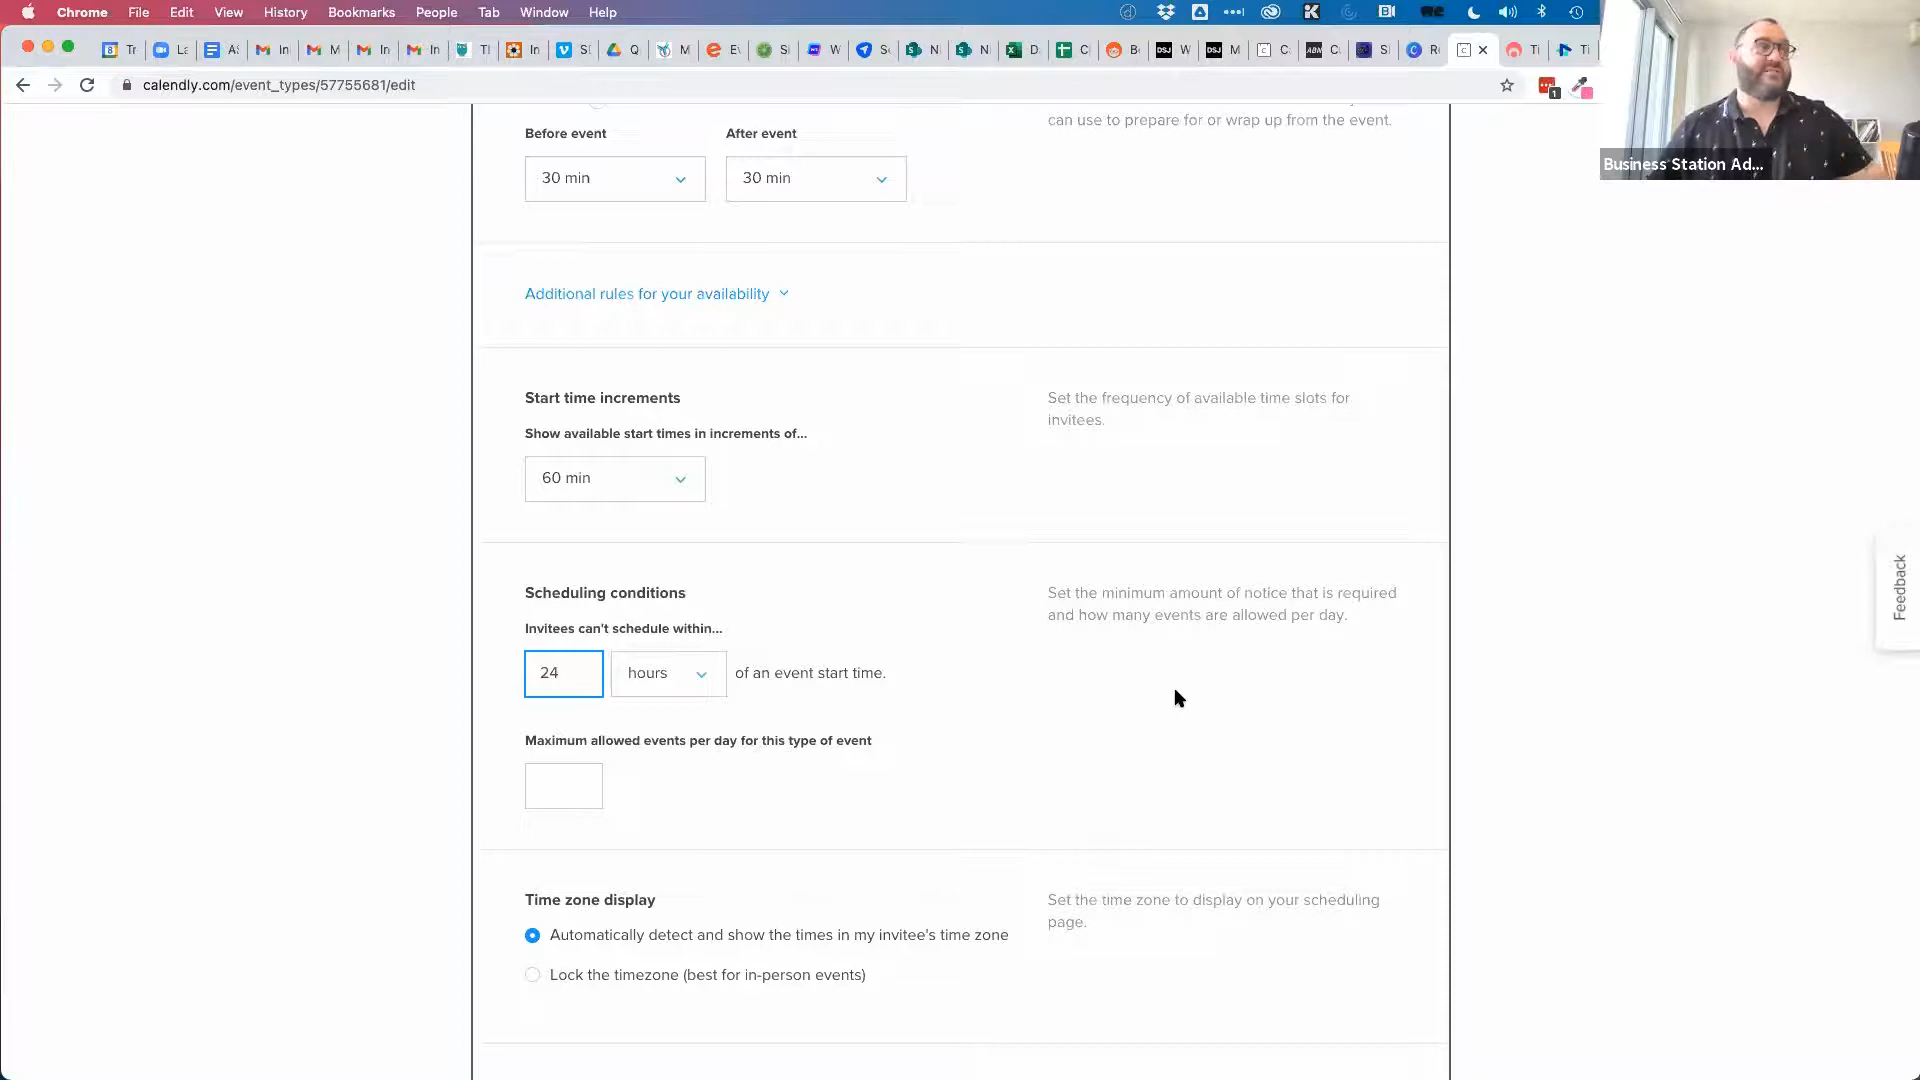 Chrome File Edit View History Bookmarks People Tab Window Help
calendly.com/event_types/57755681/edit
Business Station Ad...
can use to prepare for or wrap up from the event.
Before event After event
30 min 30 min
Additional rules for your availability
Start time increments
Set the frequency of available time slots for
invitees.
Show available start times in increments of...
60 min
Scheduling conditions
Set the minimum amount of notice that is required
and how many events are allowed per day.
Invitees can't schedule within...
24 hours of an event start time.
Maximum allowed events per day for this type of event
Time zone display
Set the time zone to display on your scheduling
page.
Automatically detect and show the times in my invitee's time zone
Lock the timezone (best for in-person events)
Feedback